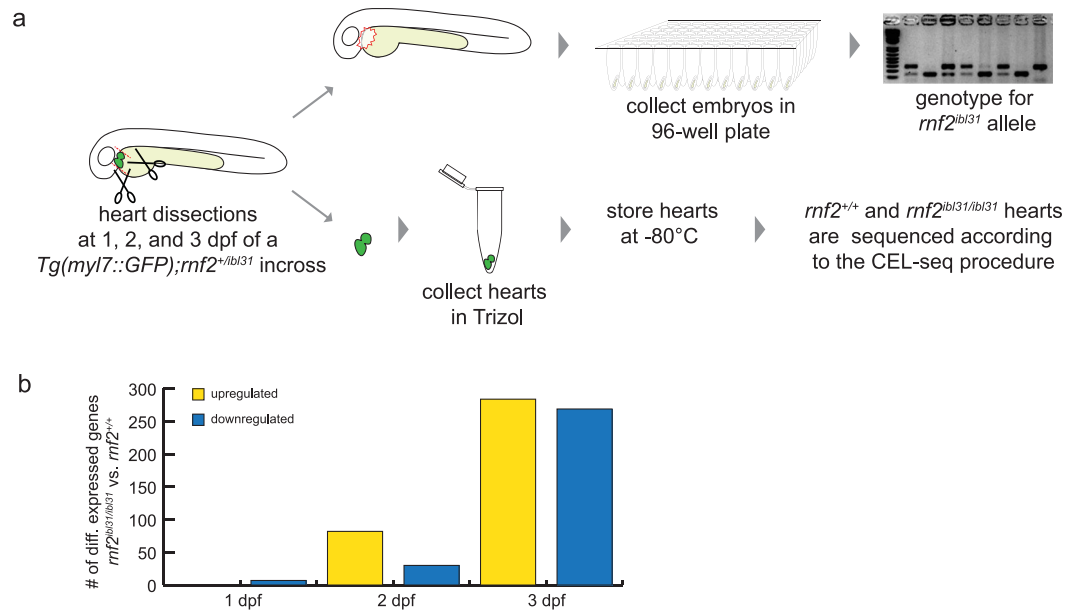 a
heart dissections
at 1, 2, and 3 dpf of a
Tg(myl7::GFP);rnf2+/ibl31 incross
collect embryos in
96-well plate
genotype for
rnf2ibl31 allele
collect hearts
in Trizol
store hearts
at -80°C
rnf2+/+ and rnf2ibl31/ibl31 hearts
are sequenced according
to the CEL-seq procedure
b
# of diff. expressed genes
rnf2ibl31/ibl31 vs. rnf2+/+
300
250
200
150
100
50
0
upregulated
downregulated
1 dpf
2 dpf
3 dpf